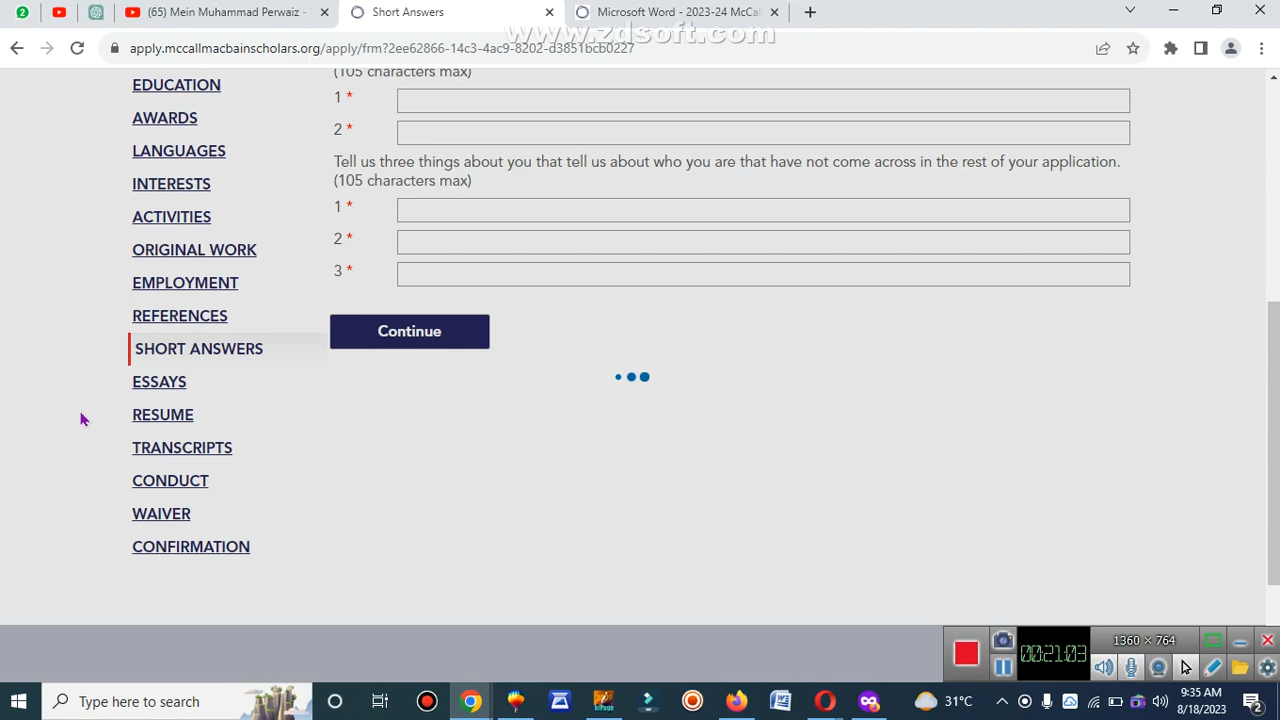 2
(65) Mein Muhammad Perwaiz -
Short Answers
Microsoft Word - 2023-24 McCal
www.zdsoft.com
apply.mccallmacbainscholars.org/apply/frm?2ee62866-14c3-4ac9-8202-d3851bcb0227
(105 characters max)
EDUCATION
1 *
AWARDS
2 *
LANGUAGES
Tell us three things about you that tell us about who you are that have not come across in the rest of your application.
(105 characters max)
INTERESTS
1 *
ACTIVITIES
2 *
ORIGINAL WORK
3 *
EMPLOYMENT
REFERENCES
Continue
SHORT ANSWERS
ESSAYS
RESUME
TRANSCRIPTS
CONDUCT
WAIVER
CONFIRMATION
1360 × 764
00:21:03
Type here to search
31°C
9:35 AM
8/18/2023
2